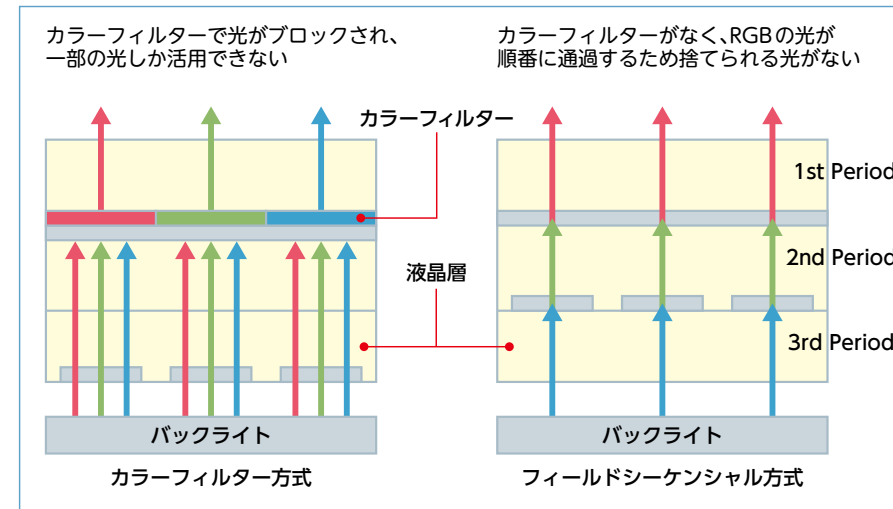 カラーフィルターで光がブロックされ、
一部の光しか活用できない
カラーフィルターがなく、RGBの光が
順番に通過するため捨てられる光がない
カラーフィルター
1st Period
2nd Period
液晶層
3rd Period
バックライト
バックライト
カラーフィルター方式
フィールドシーケンシャル方式